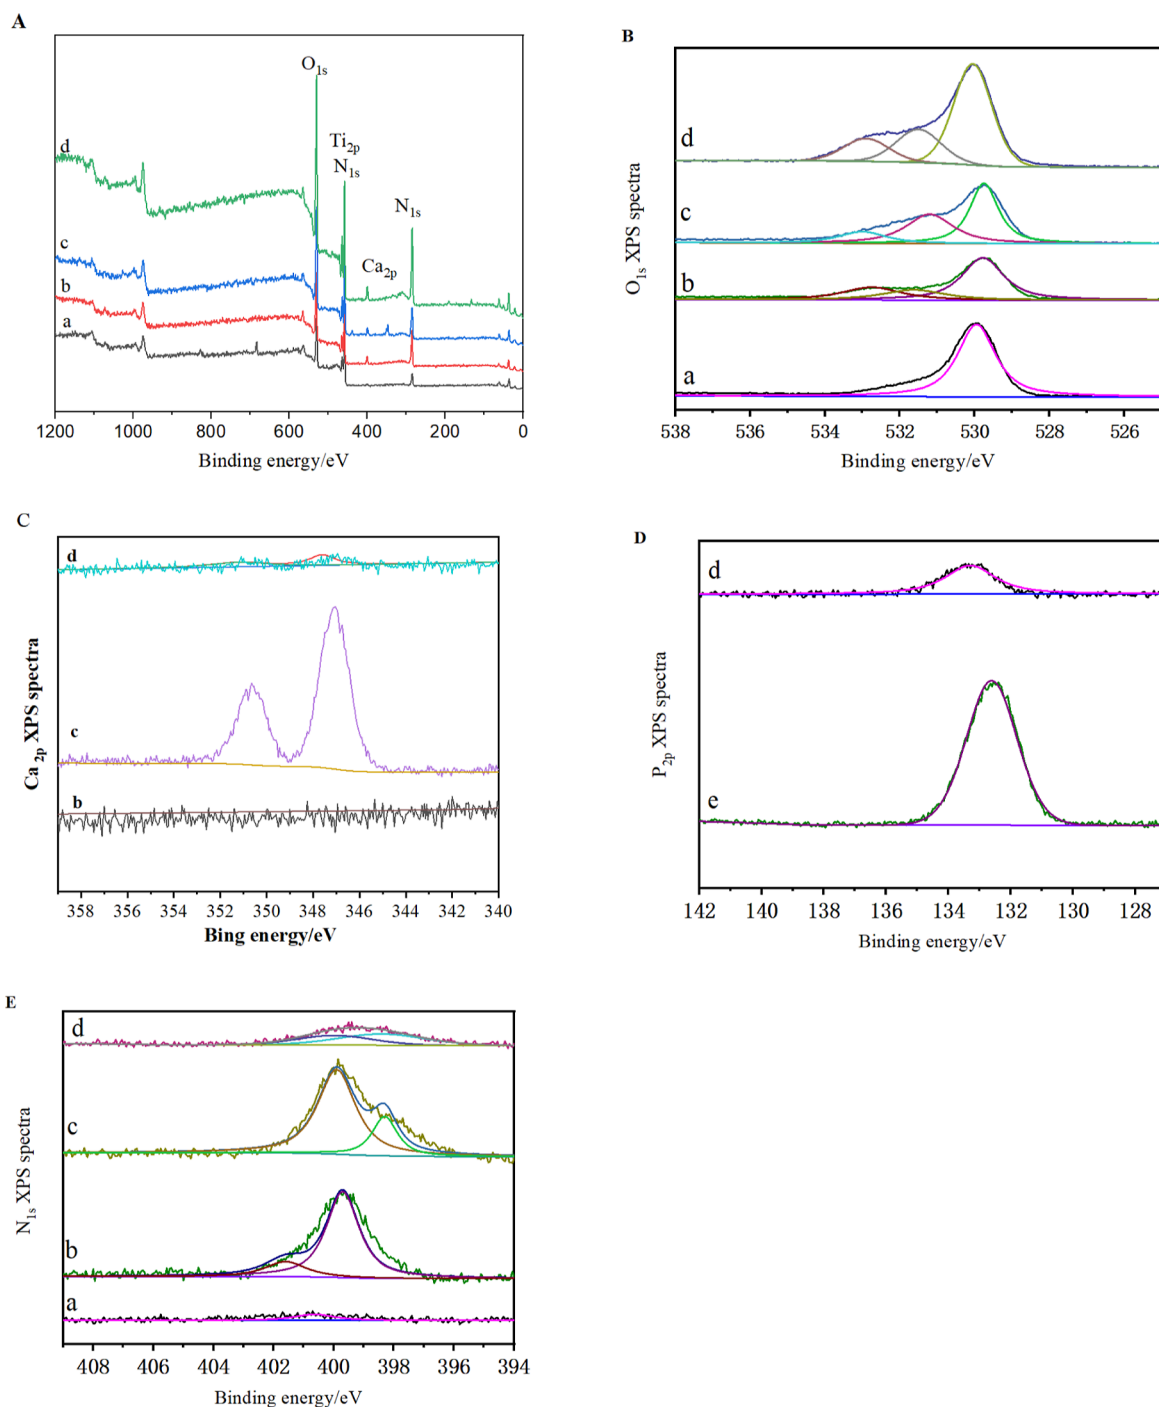 A
O1s
Ti2p
N1s
N1s
Ca2p
d
c
b
a
1200 1000 800 600 400 200 0
Binding energy/eV
B
O1s XPS spectra
d
c
b
a
538 536 534 532 530 528 526
Binding energy/eV
C
Ca 2p XPS spectra
d
c
b
358 356 354 352 350 348 346 344 342 340
Bing energy/eV
D
P2p XPS spectra
d
e
142 140 138 136 134 132 130 128
Binding energy/eV
E
N1s XPS spectra
d
c
b
a
408 406 404 402 400 398 396 394
Binding energy/eV